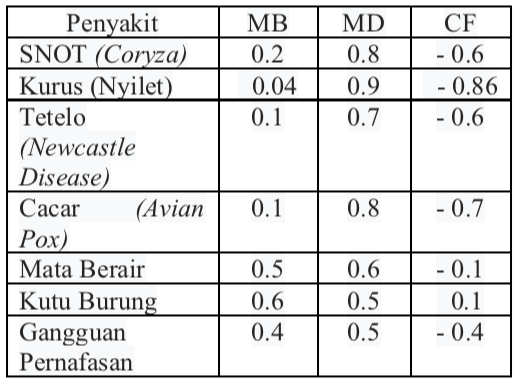 Penyakit MB MD CF
SNOT (Coryza) 0.2 0.8 - 0.6
Kurus (Nyilet) 0.04 0.9 - 0.86
Tetelo 0.1 0.7 - 0.6
(Newcastle
Disease)
Cacar (Avian 0.1 0.8 - 0.7
Pox)
Mata Berair 0.5 0.6 - 0.1
Kutu Burung 0.6 0.5 0.1
Gangguan 0.4 0.5 - 0.4
Pernafasan